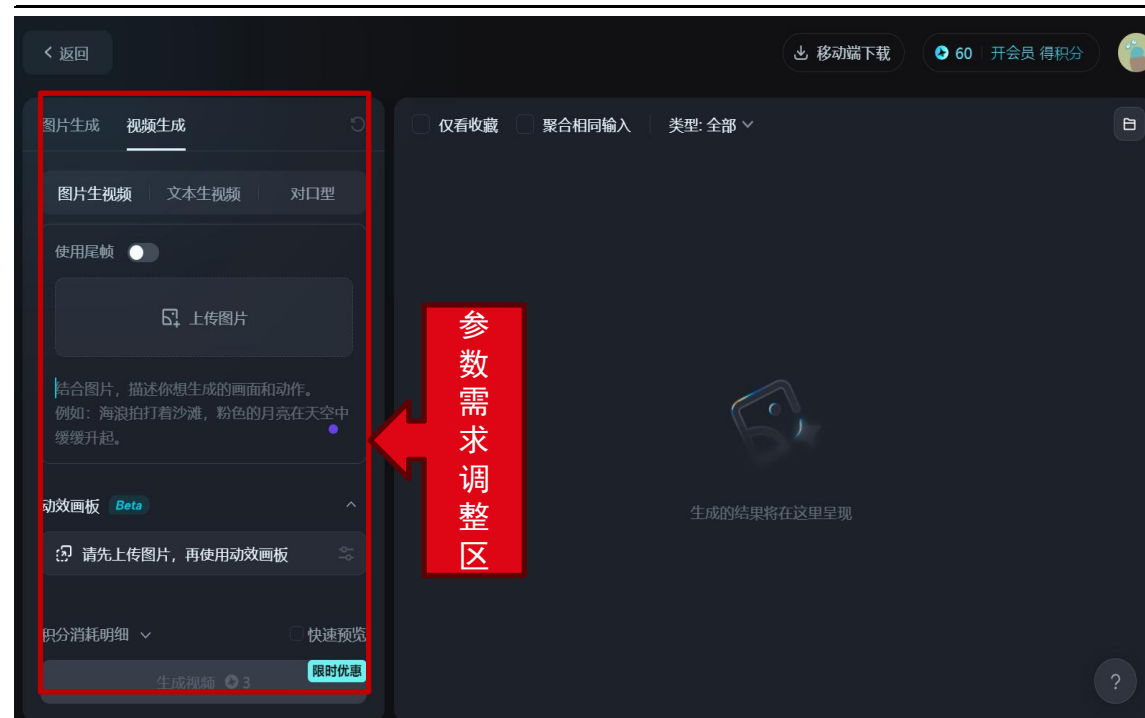 返回
移动端下载
60 开会员 得积分
图片生成 视频生成
仅看收藏 聚合相同输入 类型: 全部
图片生视频 文本生视频 对口型
使用尾帧
上传图片
结合图片，描述你想生成的画面和动作。
例如：海浪拍打着沙滩，粉色的月亮在天空中
缓缓升起。
参
数
需
求
调
整
区
生成的结果将在这里呈现
动效画板 Beta
请先上传图片，再使用动效画板
积分消耗明细 快速预览
限时优惠
生成视频 3
?